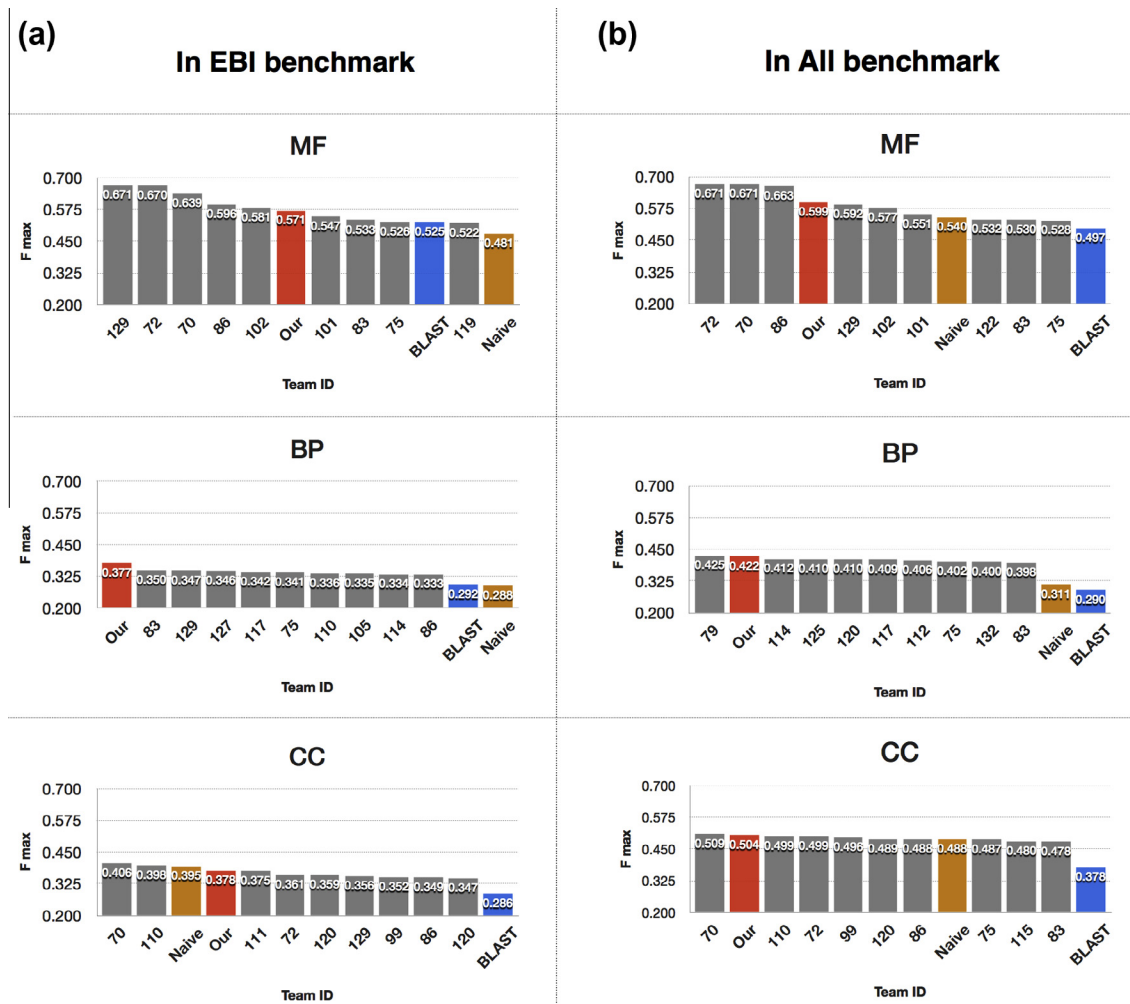 (a)
In EBI benchmark
(b)
In All benchmark
MF
F max
0.700
0.575
0.450
0.325
0.200
0.671 0.670 0.639 0.596 0.581 0.571 0.547 0.533 0.526 0.525 0.522 0.481
129 72 70 86 102 Our 101 83 75 BLAST 119 Naive
Team ID
MF
F max
0.700
0.575
0.450
0.325
0.200
0.671 0.671 0.663 0.599 0.592 0.577 0.551 0.540 0.532 0.530 0.528 0.497
72 70 86 Our 129 102 101 Naive 122 83 75 BLAST
Team ID
BP
F max
0.700
0.575
0.450
0.325
0.200
0.377 0.350 0.347 0.346 0.342 0.341 0.336 0.335 0.334 0.333 0.292 0.288
Our 83 129 127 117 75 110 105 114 86 BLAST Naive
Team ID
BP
F max
0.700
0.575
0.450
0.325
0.200
0.425 0.422 0.412 0.410 0.410 0.409 0.406 0.402 0.400 0.398 0.311 0.290
79 Our 114 125 120 117 112 75 132 83 Naive BLAST
Team ID
CC
F max
0.700
0.575
0.450
0.325
0.200
0.406 0.398 0.395 0.378 0.375 0.361 0.359 0.356 0.352 0.349 0.347 0.286
70 110 Naive Our 111 72 120 129 99 86 120 BLAST
Team ID
CC
F max
0.700
0.575
0.450
0.325
0.200
0.509 0.504 0.499 0.499 0.496 0.489 0.488 0.488 0.487 0.480 0.478 0.378
70 Our 110 72 99 120 86 Naive 75 115 83 BLAST
Team ID